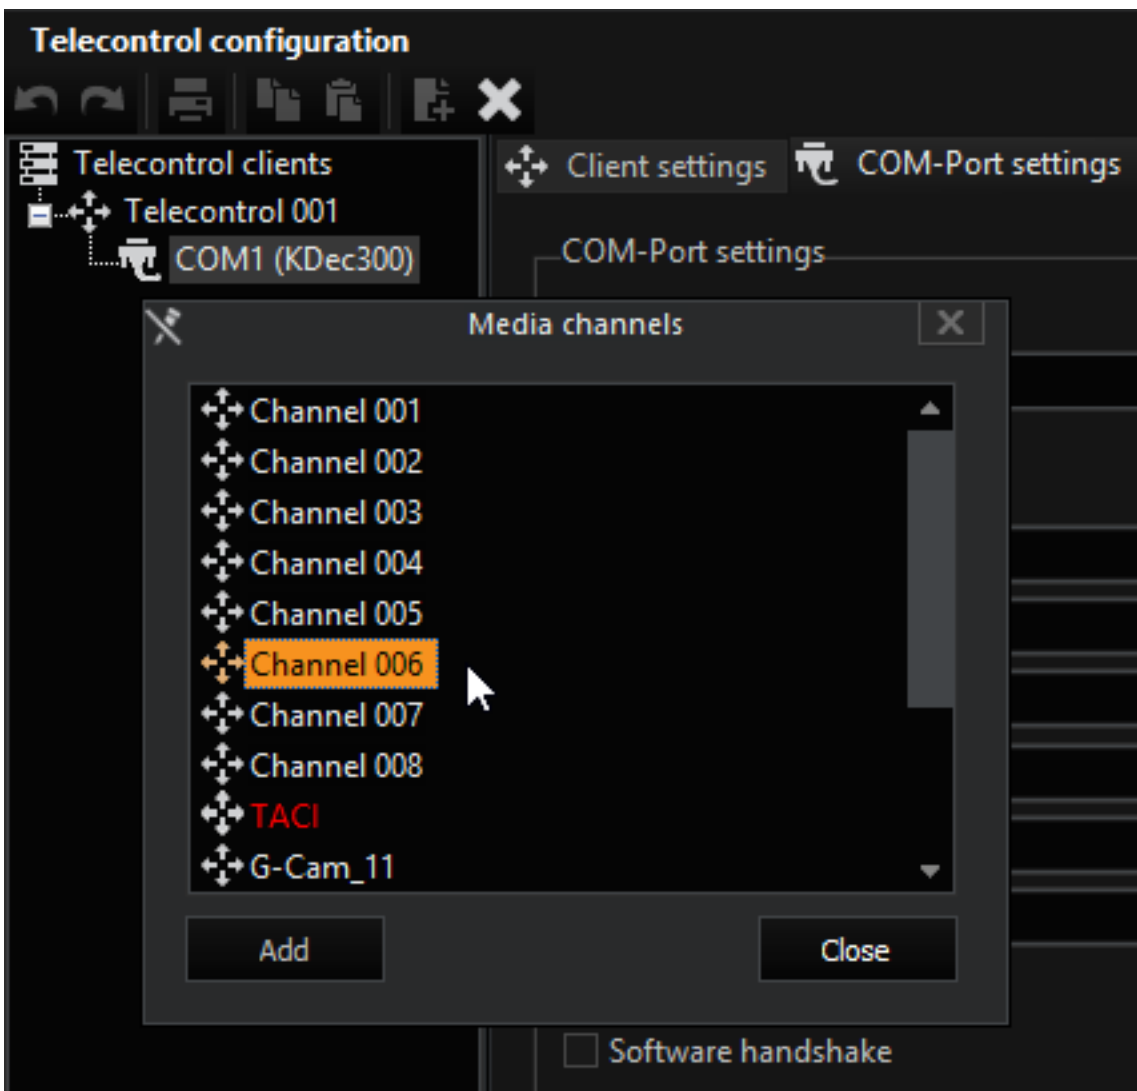 Telecontrol configuration
Telecontrol clients
Telecontrol 001
COM1 (KDec300)
Client settings
COM-Port settings
COM-Port settings
Media channels
Channel 001
Channel 002
Channel 003
Channel 004
Channel 005
Channel 006
Channel 007
Channel 008
TACI
G-Cam_11
Add
Close
Software handshake